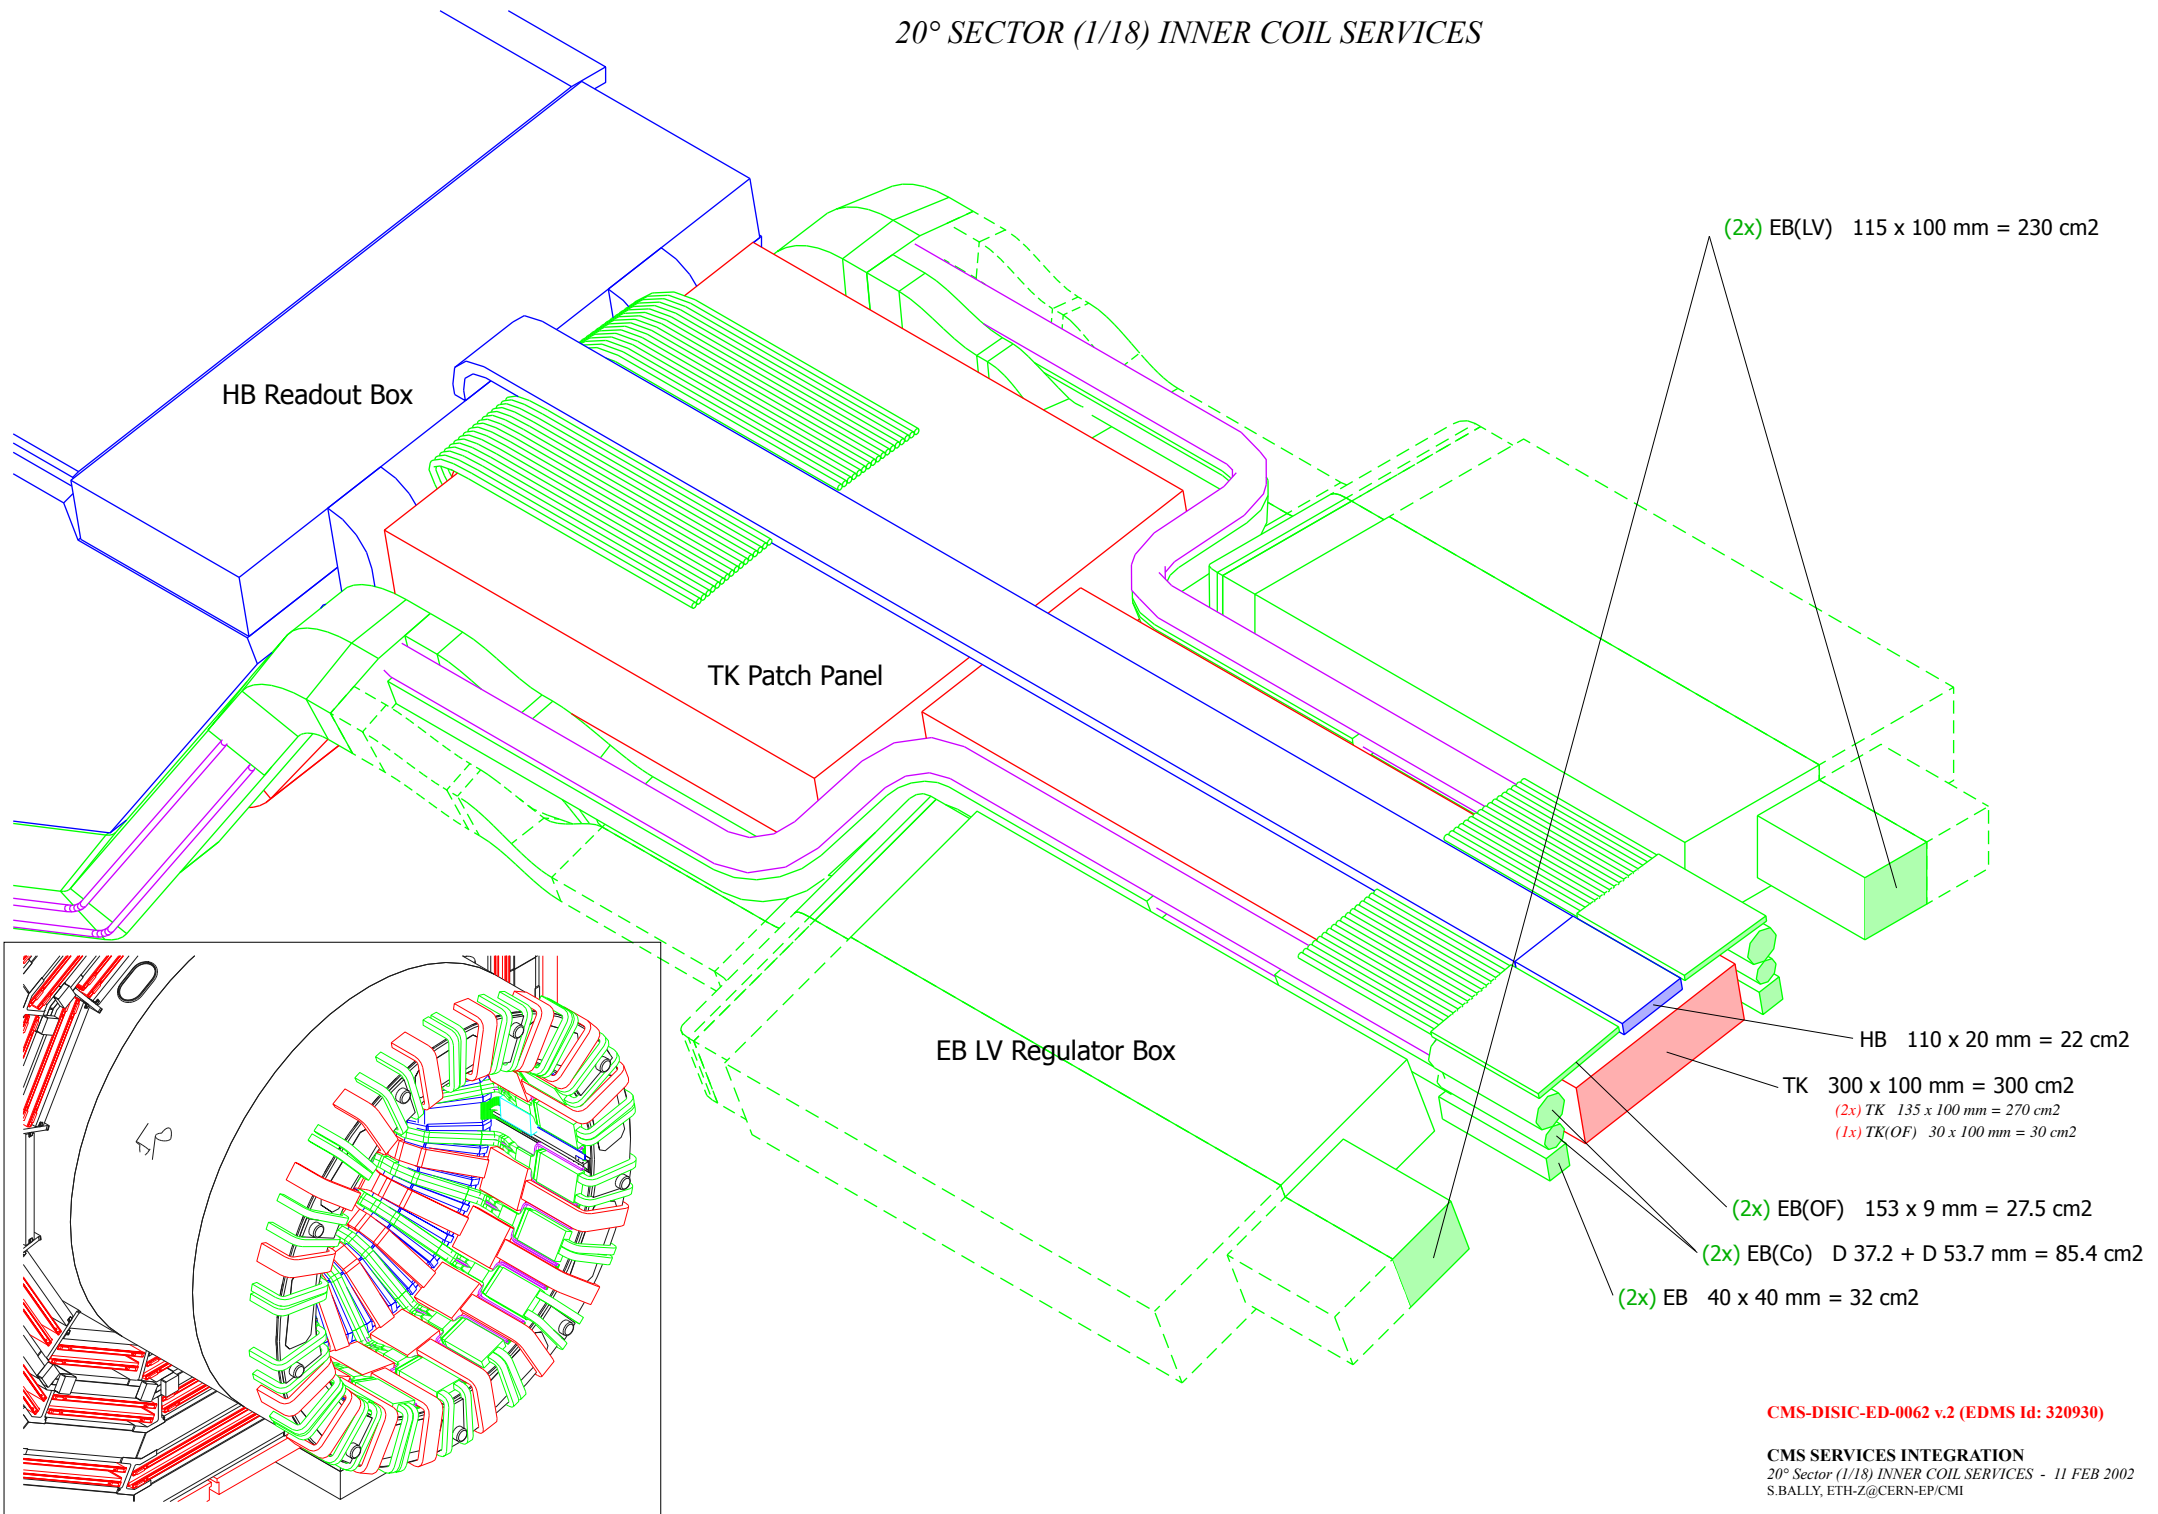 20° SECTOR (1/18) INNER COIL SERVICES
(2x) EB(LV) 115 x 100 mm = 230 cm2
HB Readout Box
TK Patch Panel
EB LV Regulator Box
HB 110 x 20 mm = 22 cm2
TK 300 x 100 mm = 300 cm2
(2x) TK 135 x 100 mm = 270 cm2
(1x) TK(OF) 30 x 100 mm = 30 cm2
(2x) EB(OF) 153 x 9 mm = 27.5 cm2
(2x) EB(Co) D 37.2 + D 53.7 mm = 85.4 cm2
(2x) EB 40 x 40 mm = 32 cm2
CMS-DISIC-ED-0062 v.2 (EDMS Id: 320930)
CMS SERVICES INTEGRATION
20° Sector (1/18) INNER COIL SERVICES - 11 FEB 2002
S.BALLY, ETH-Z@CERN-EP/CMI